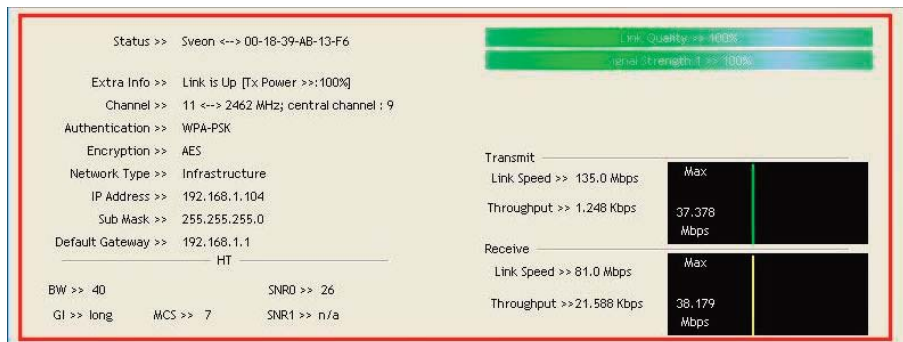 Status >> Sveon <--> 00-18-39-AB-13-F6
Extra Info >> Link is Up [Tx Power >>:100%]
Channel >> 11 <--> 2462 MHz; central channel : 9
Authentication >> WPA-PSK
Encryption >> AES
Network Type >> Infrastructure
IP Address >> 192.168.1.104
Sub Mask >> 255.255.255.0
Default Gateway >> 192.168.1.1
HT
BW >> 40 SNR0 >> 26
GI >> long MCS >> 7 SNR1 >> n/a
Link Quality >> 100%
Signal Strength 1 >> 100%
Transmit
Link Speed >> 135.0 Mbps
Throughput >> 1.248 Kbps
Max
37.378
Mbps
Receive
Link Speed >> 81.0 Mbps
Throughput >>21.588 Kbps
Max
38.179
Mbps